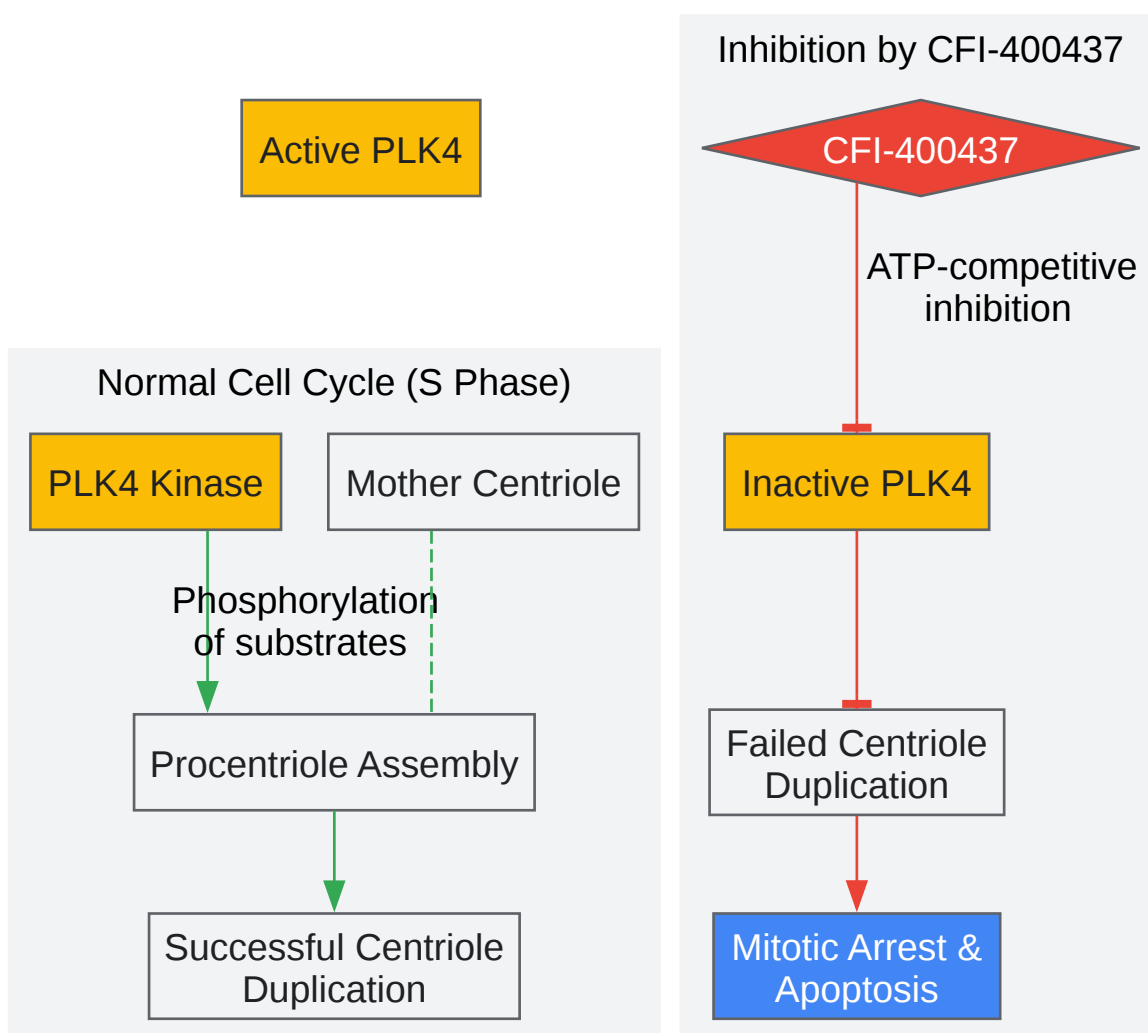 Active PLK4
Normal Cell Cycle (S Phase)
PLK4 Kinase
Mother Centriole
Phosphorylation
of substrates
Procentriole Assembly
Successful Centriole
Duplication
Inhibition by CFI-400437
CFI-400437
ATP-competitive
inhibition
Inactive PLK4
Failed Centriole
Duplication
Mitotic Arrest &
Apoptosis